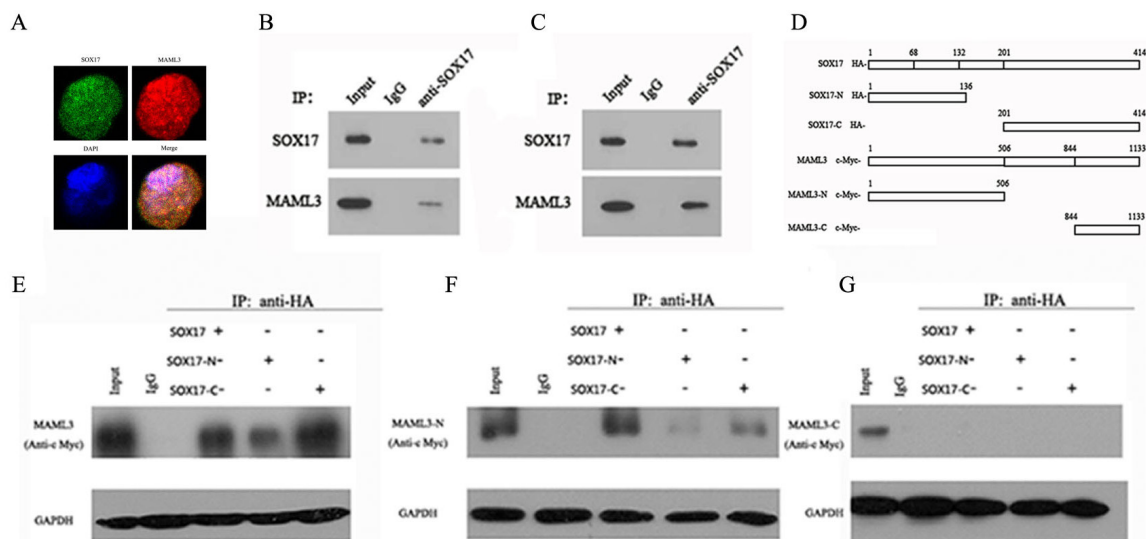 A
SOX17 MAML3
DAPI Merge
B
IP: Input IgG anti-SOX17
SOX17
MAML3
C
IP: Input IgG anti-SOX17
SOX17
MAML3
D
1 68 132 201 414
SOX17 HA-
1 136
SOX17-N HA-
201 414
SOX17-C HA-
1 506 844 1133
MAML3 c-Myc-
1 506
MAML3-N c-Myc-
844 1133
MAML3-C c-Myc-
E
IP: anti-HA
SOX17 + - -
SOX17-N- + -
Input IgG SOX17-C- - +
MAML3
(Anti-c Myc)
GAPDH
F
IP: anti-HA
SOX17 + - -
SOX17-N- + -
Input IgG SOX17-C- - +
MAML3-N
(Anti-c Myc)
GAPDH
G
IP: anti-HA
SOX17 + - -
SOX17-N- + -
Input IgG SOX17-C- - +
MAML3-C
(Anti-c Myc)
GAPDH